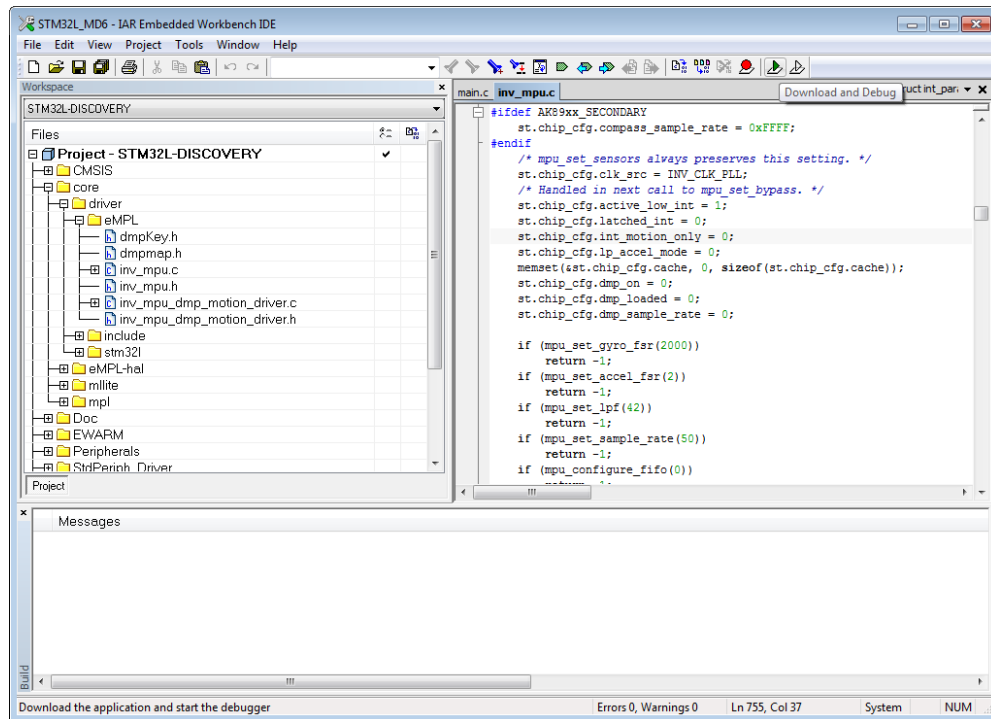 STM32L_MD6 - IAR Embedded Workbench IDE
File Edit View Project Tools Window Help
Workspace
STM32L-DISCOVERY
Files
Project - STM32L-DISCOVERY
CMSIS
core
driver
eMPL
dmpKey.h
dmpmap.h
inv_mpu.c
inv_mpu.h
inv_mpu_dmp_motion_driver.c
inv_mpu_dmp_motion_driver.h
include
stm32l
eMPL-hal
mllite
mpl
Doc
EWARM
Peripherals
StdPeriph_Driver
Project
main.c inv_mpu.c
Download and Debug
uct int_par
#ifdef AK89xx_SECONDARY
st.chip_cfg.compass_sample_rate = 0xFFFF;
#endif
/* mpu_set_sensors always preserves this setting. */
st.chip_cfg.clk_src = INV_CLK_PLL;
/* Handled in next call to mpu_set_bypass. */
st.chip_cfg.active_low_int = 1;
st.chip_cfg.latched_int = 0;
st.chip_cfg.int_motion_only = 0;
st.chip_cfg.lp_accel_mode = 0;
memset(&st.chip_cfg.cache, 0, sizeof(st.chip_cfg.cache));
st.chip_cfg.dmp_on = 0;
st.chip_cfg.dmp_loaded = 0;
st.chip_cfg.dmp_sample_rate = 0;
if (mpu_set_gyro_fsr(2000))
return -1;
if (mpu_set_accel_fsr(2))
return -1;
if (mpu_set_lpf(42))
return -1;
if (mpu_set_sample_rate(50))
return -1;
if (mpu_configure_fifo(0))
return -1;
Messages
Build
Download the application and start the debugger
Errors 0, Warnings 0
Ln 755, Col 37
System
NUM